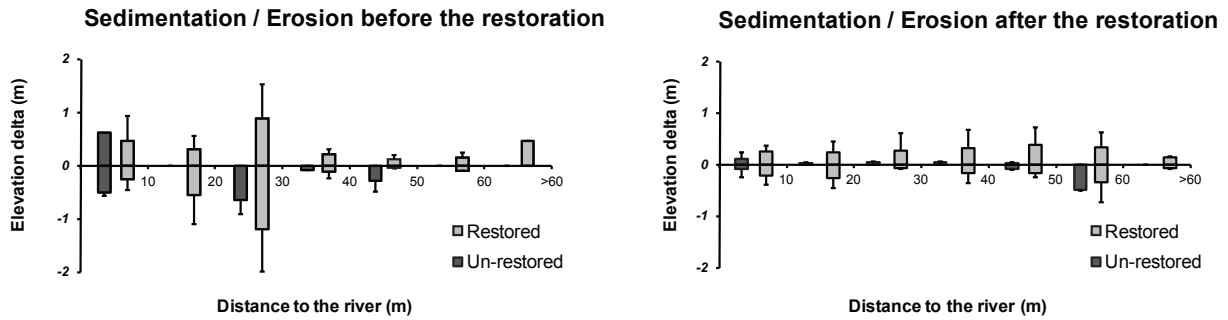 Sedimentation / Erosion before the restoration
Elevation delta (m)
2
1
0
-1
-2
10 20 30 40 50 60 >60
Restored
Un-restored
Distance to the river (m)
Sedimentation / Erosion after the restoration
Elevation delta (m)
2
1
0
-1
-2
10 20 30 40 50 60 >60
Restored
Un-restored
Distance to the river (m)